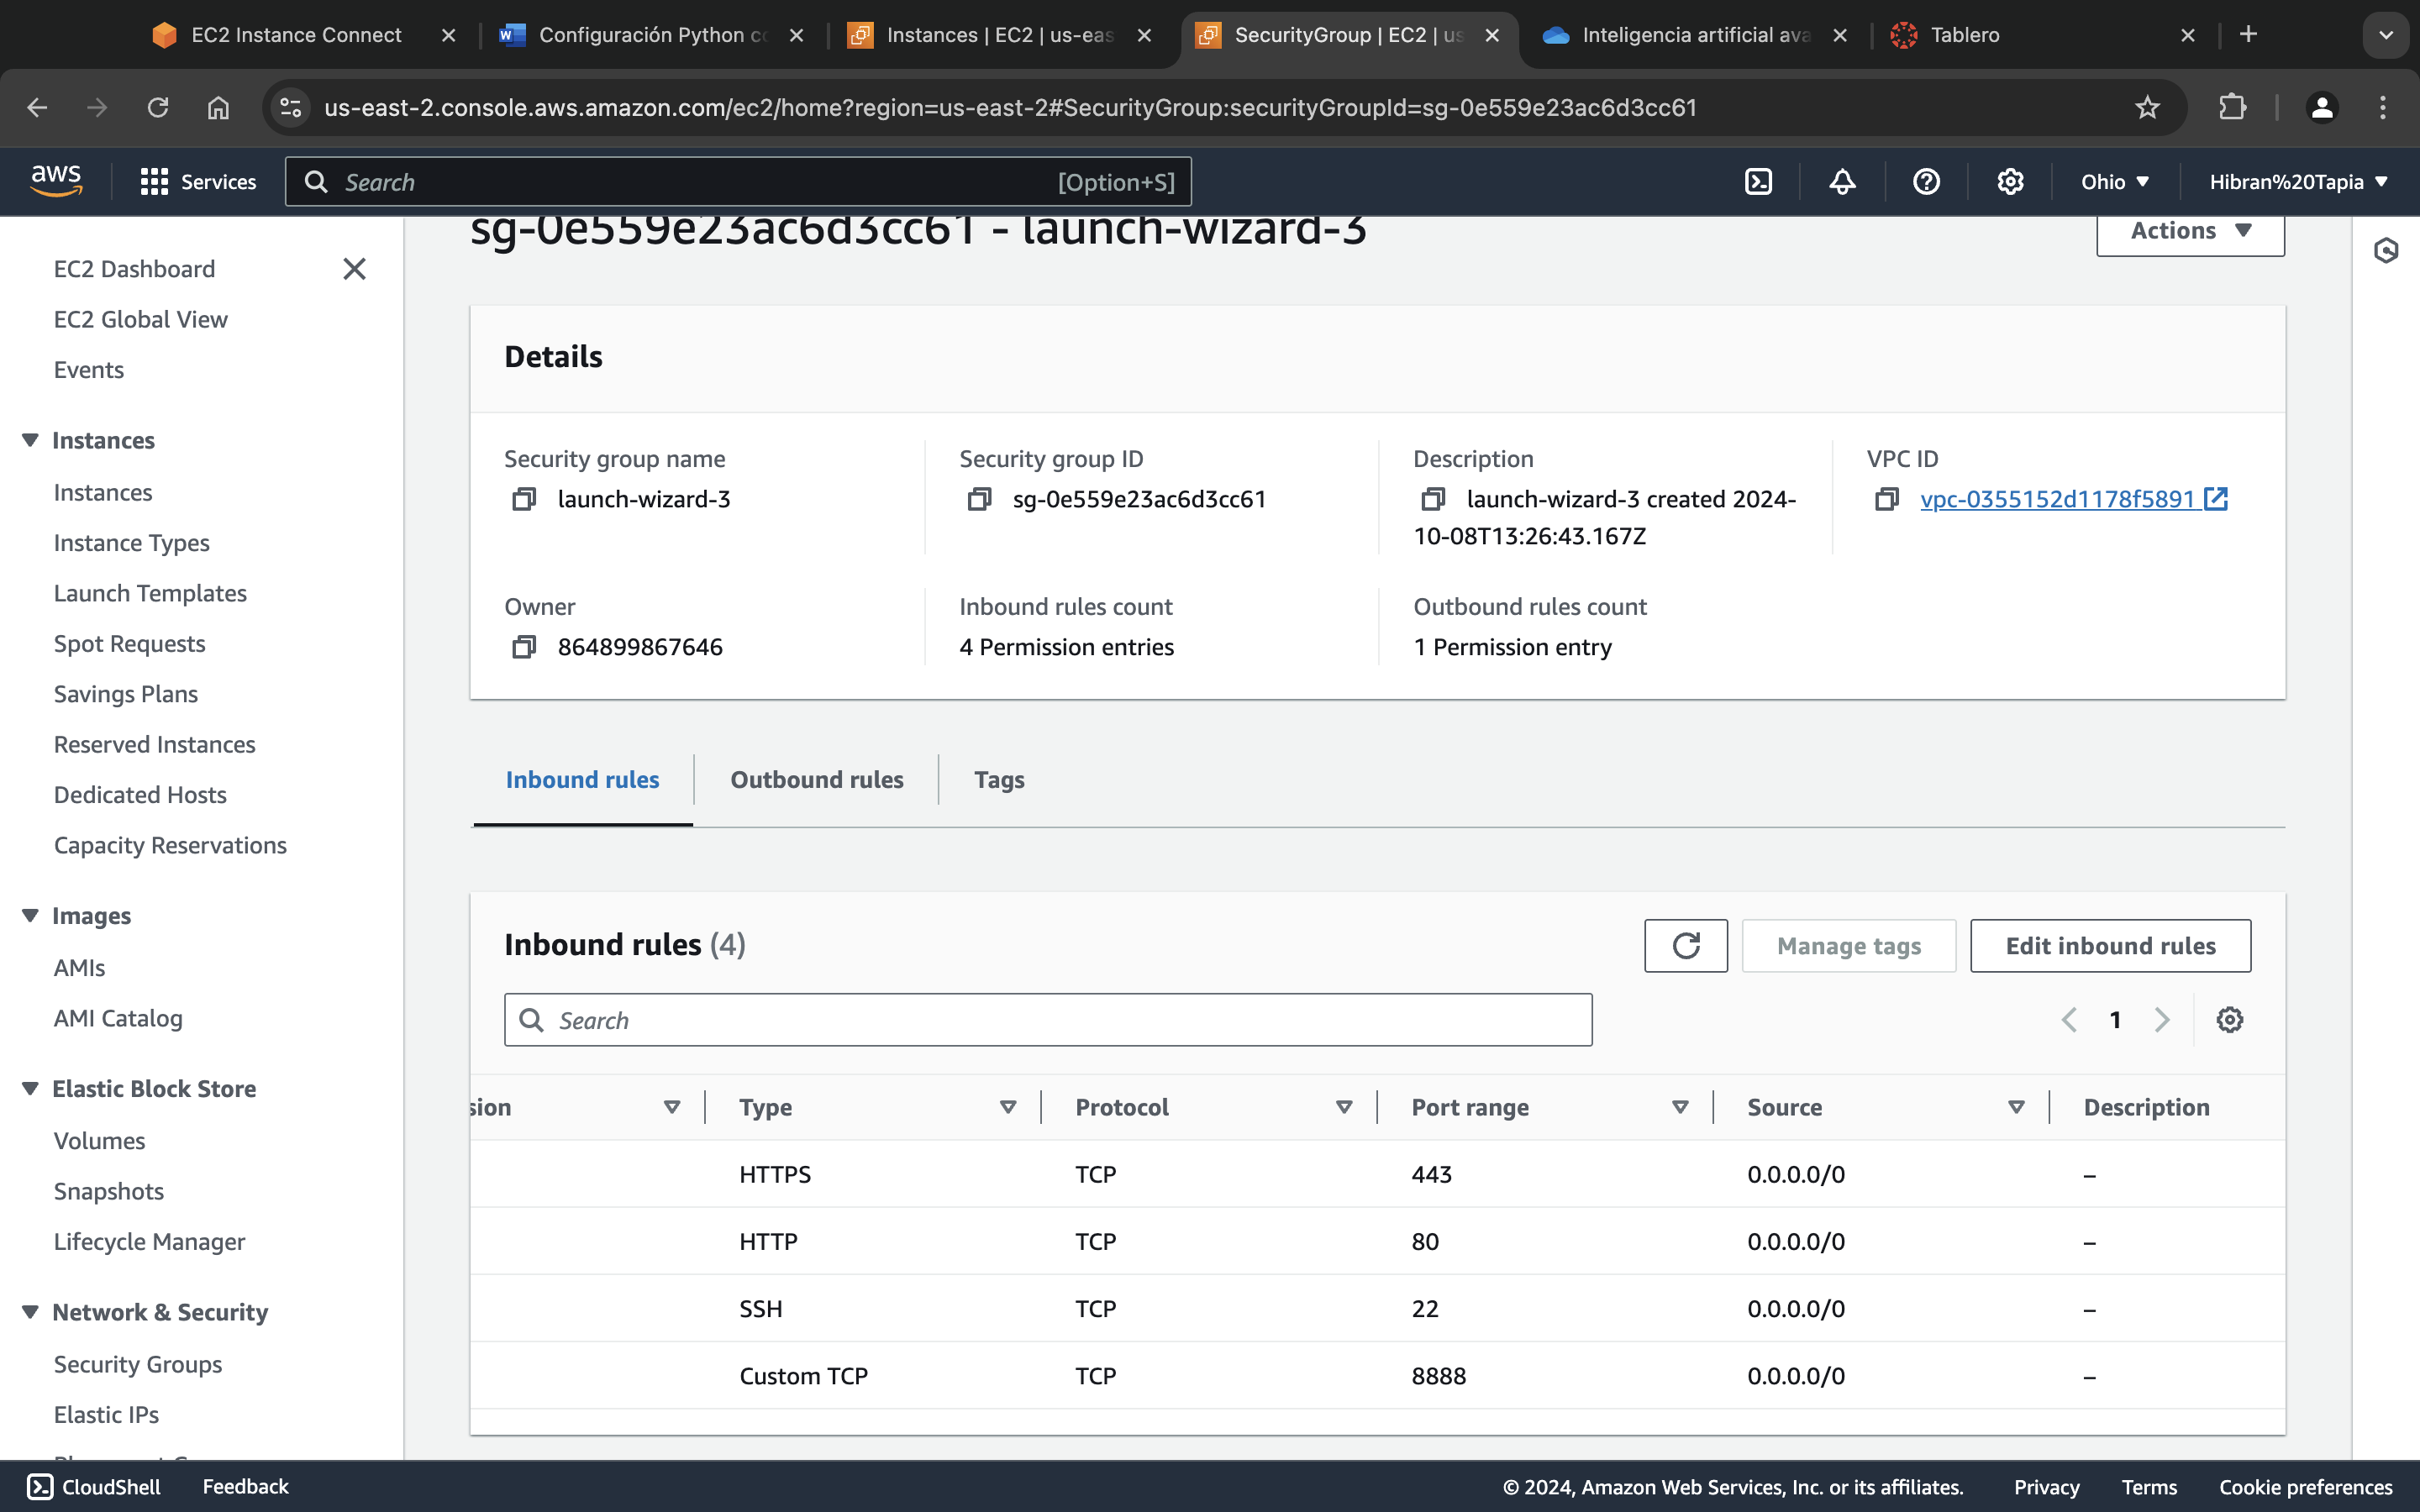 EC2 Instance Connect
Configuración Python co
Instances | EC2 | us-eas
SecurityGroup | EC2 | us
Inteligencia artificial ava
Tablero
us-east-2.console.aws.amazon.com/ec2/home?region=us-east-2#SecurityGroup:securityGroupId=sg-0e559e23ac6d3cc61
aws
Services
Search
[Option+S]
Ohio
Hibran%20Tapia
EC2 Dashboard
EC2 Global View
Events
Instances
Instances
Instance Types
Launch Templates
Spot Requests
Savings Plans
Reserved Instances
Dedicated Hosts
Capacity Reservations
Images
AMIs
AMI Catalog
Elastic Block Store
Volumes
Snapshots
Lifecycle Manager
Network & Security
Security Groups
Elastic IPs
sg-0e559e23ac6d3cc61 - launch-wizard-3
Actions
Details
Security group name
launch-wizard-3
Security group ID
sg-0e559e23ac6d3cc61
Description
launch-wizard-3 created 2024-
10-08T13:26:43.167Z
VPC ID
vpc-0355152d1178f5891
Owner
864899867646
Inbound rules count
4 Permission entries
Outbound rules count
1 Permission entry
Inbound rules
Outbound rules
Tags
Inbound rules (4)
Manage tags
Edit inbound rules
Search
1
sion Type Protocol Port range Source Description
HTTPS TCP 443 0.0.0.0/0 –
HTTP TCP 80 0.0.0.0/0 –
SSH TCP 22 0.0.0.0/0 –
Custom TCP TCP 8888 0.0.0.0/0 –
CloudShell
Feedback
© 2024, Amazon Web Services, Inc. or its affiliates.
Privacy
Terms
Cookie preferences